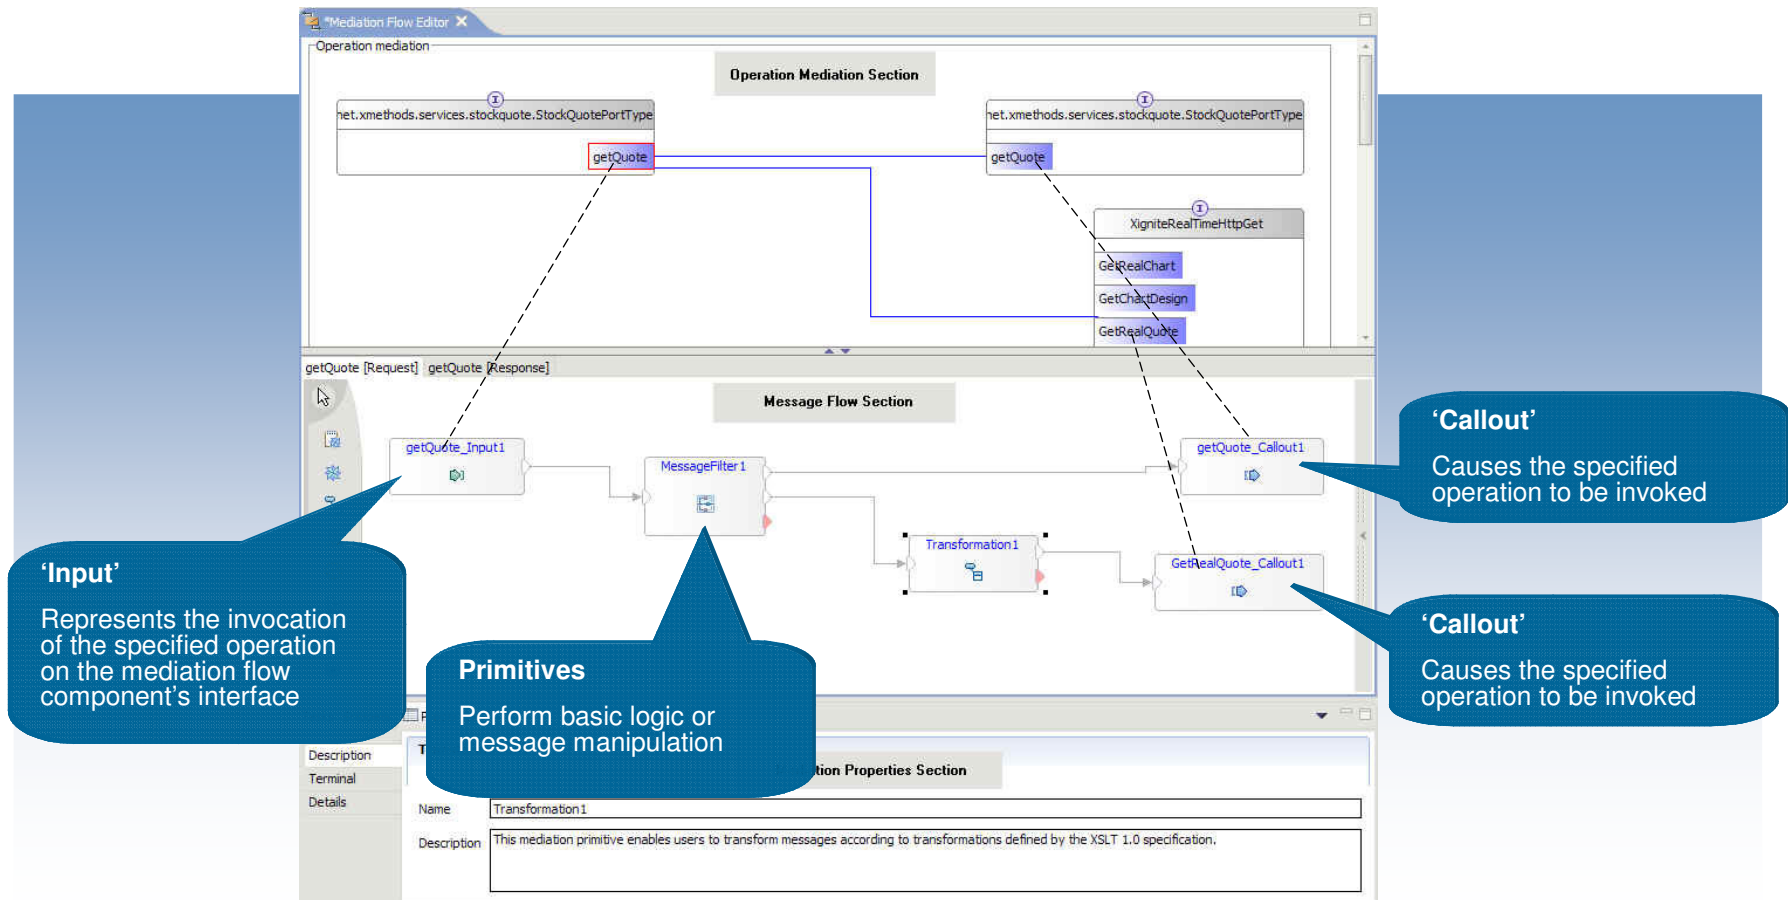 *Mediation Flow Editor
Operation mediation
Operation Mediation Section
net.xmethods.services.stockquote.StockQuotePortType
getQuote
net.xmethods.services.stockquote.StockQuotePortType
getQuote
XigniteRealTimeHttpGet
GetRealChart
GetChartDesign
GetRealQuote
getQuote [Request] getQuote [Response]
Message Flow Section
getQuote_Input1
MessageFilter1
Transformation1
getQuote_Callout1
GetRealQuote_Callout1
‘Callout’
Causes the specified
operation to be invoked
‘Callout’
Causes the specified
operation to be invoked
‘Input’
Represents the invocation
of the specified operation
on the mediation flow
component’s interface
Primitives
Perform basic logic or
message manipulation
Properties Section
Description
Terminal
Details
Name
Transformation1
Description
This mediation primitive enables users to transform messages according to transformations defined by the XSLT 1.0 specification.